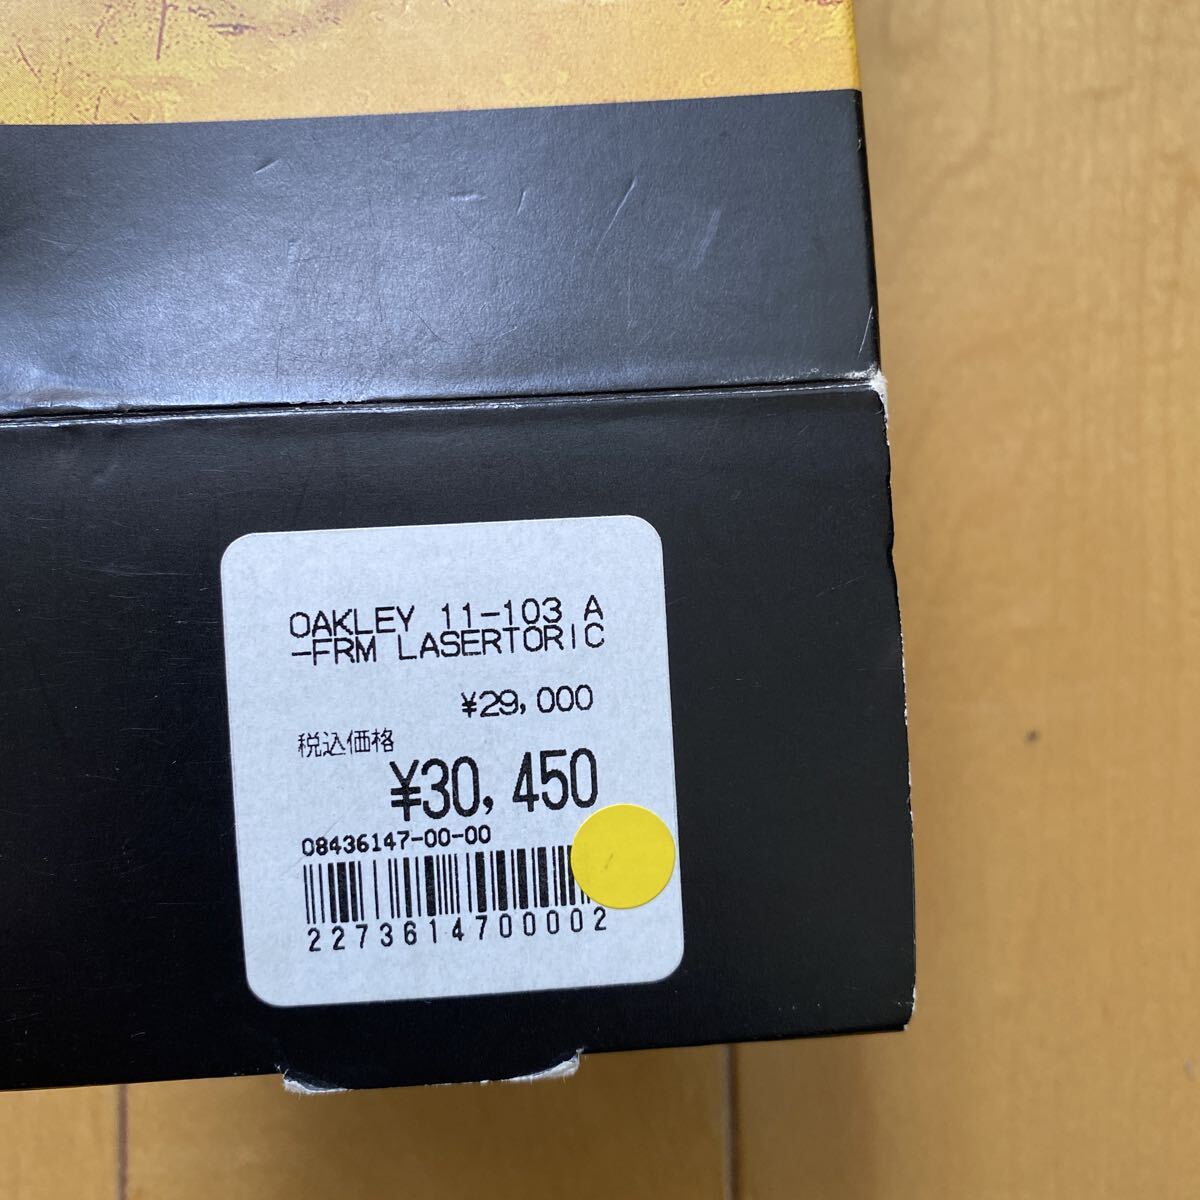 OAKLEY 11-103 A
-FRM LASERTORIC
¥29,000
税込価格
¥30,450
08436147-00-00
2273614700002